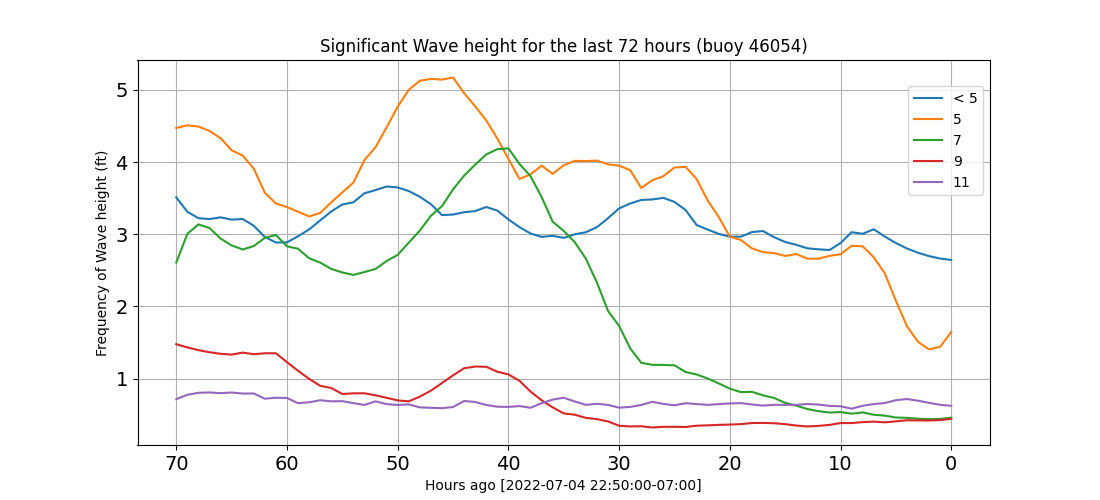 Significant Wave height for the last 72 hours (buoy 46054)
Frequency of Wave height (ft)
5
4
3
2
1
< 5
5
7
9
11
70 60 50 40 30 20 10 0
Hours ago [2022-07-04 22:50:00-07:00]